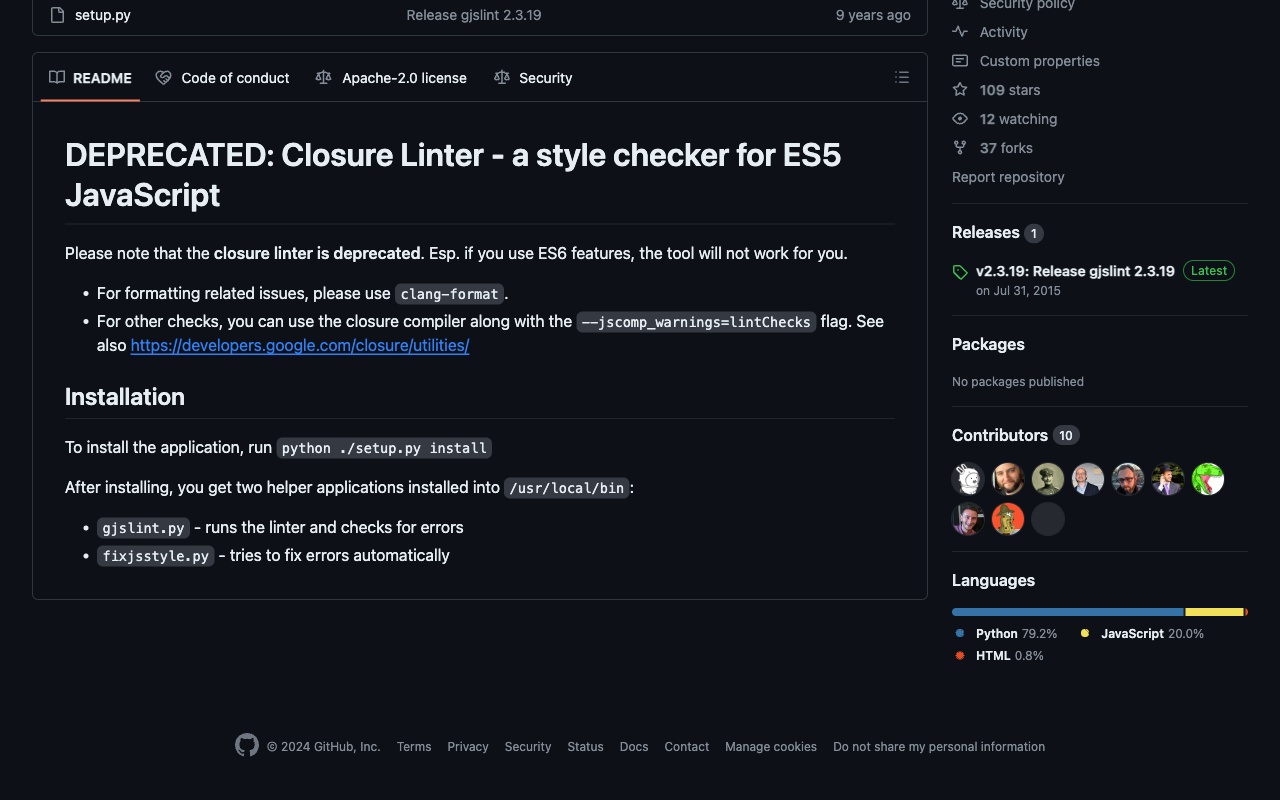 setup.py Release gjslint 2.3.19 9 years ago
README Code of conduct Apache-2.0 license Security
DEPRECATED: Closure Linter - a style checker for ES5
JavaScript
Please note that the closure linter is deprecated. Esp. if you use ES6 features, the tool will not work for you.
• For formatting related issues, please use clang-format.
• For other checks, you can use the closure compiler along with the --jscomp_warnings=lintChecks flag. See
also https://developers.google.com/closure/utilities/
Installation
To install the application, run python ./setup.py install
After installing, you get two helper applications installed into /usr/local/bin:
• gjslint.py - runs the linter and checks for errors
• fixjsstyle.py - tries to fix errors automatically
Security policy
Activity
Custom properties
109 stars
12 watching
37 forks
Report repository
Releases 1
v2.3.19: Release gjslint 2.3.19 Latest
on Jul 31, 2015
Packages
No packages published
Contributors 10
Languages
Python 79.2% JavaScript 20.0%
HTML 0.8%
© 2024 GitHub, Inc. Terms Privacy Security Status Docs Contact Manage cookies Do not share my personal information